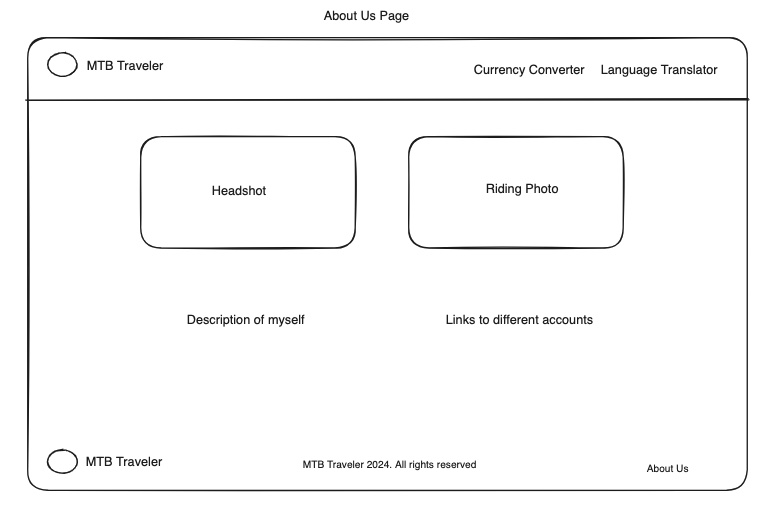 About Us Page
MTB Traveler
Currency Converter
Language Translator
Headshot
Riding Photo
Description of myself
Links to different accounts
MTB Traveler
MTB Traveler 2024. All rights reserved
About Us